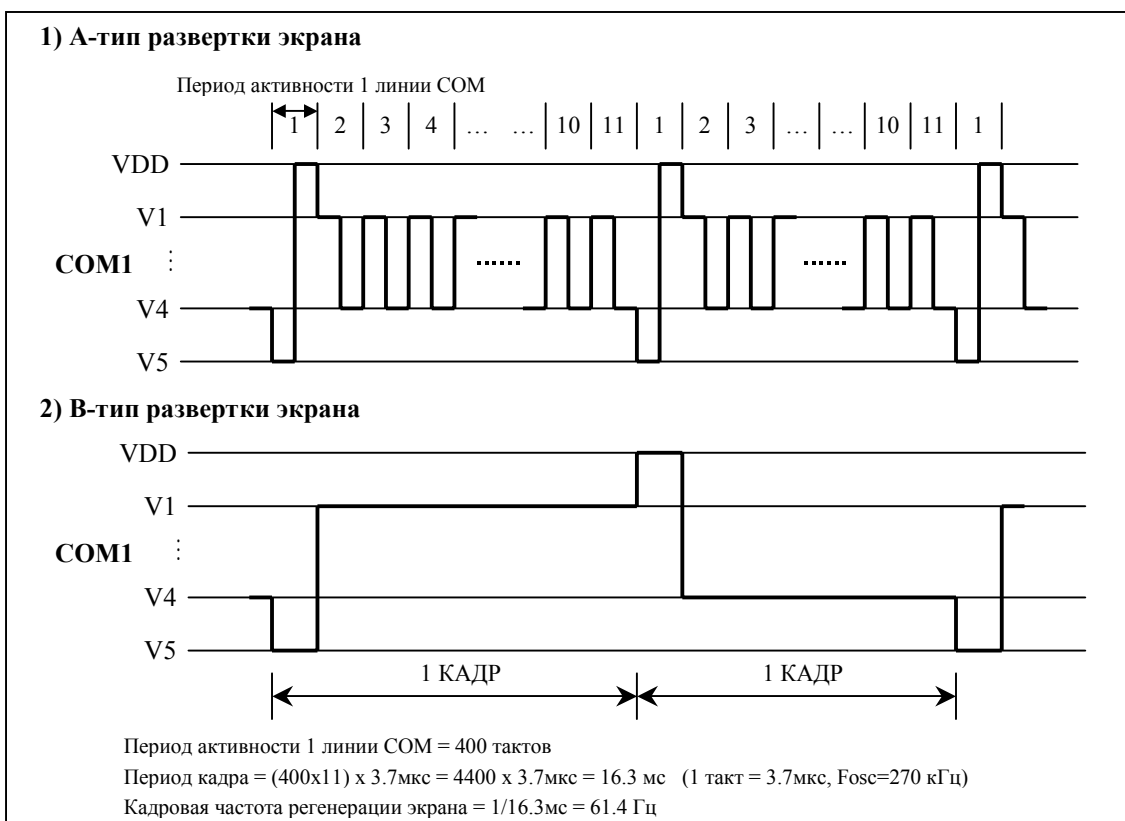 1) А-тип развертки экрана
Период активности 1 линии COM
1 2 3 4 … … 10 11 1 2 3 … … 10 11 1
VDD
V1
COM1
V4
V5
2) В-тип развертки экрана
VDD
V1
COM1
V4
V5
1 КАДР 1 КАДР
Период активности 1 линии COM = 400 тактов
Период кадра = (400x11) x 3.7мкс = 4400 x 3.7мкс = 16.3 мс (1 такт = 3.7мкс, Fosc=270 кГц)
Кадровая частота регенерации экрана = 1/16.3мс = 61.4 Гц